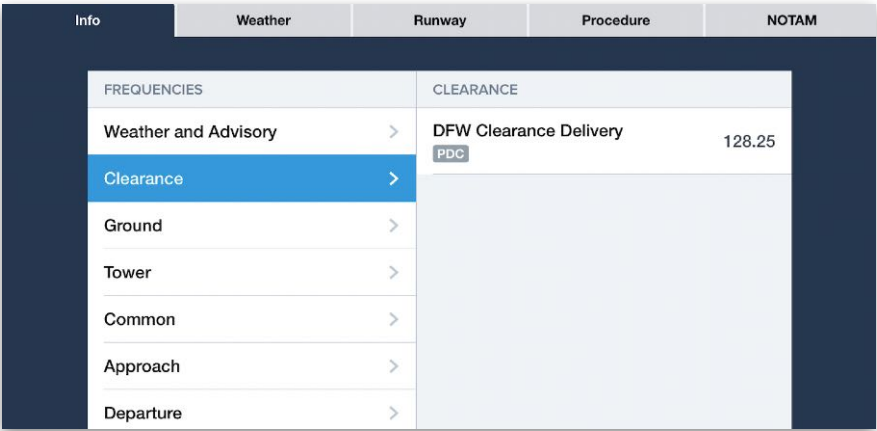 Info Weather Runway Procedure NOTAM
FREQUENCIES
Weather and Advisory
Clearance
Ground
Tower
Common
Approach
Departure
CLEARANCE
DFW Clearance Delivery
PDC
128.25